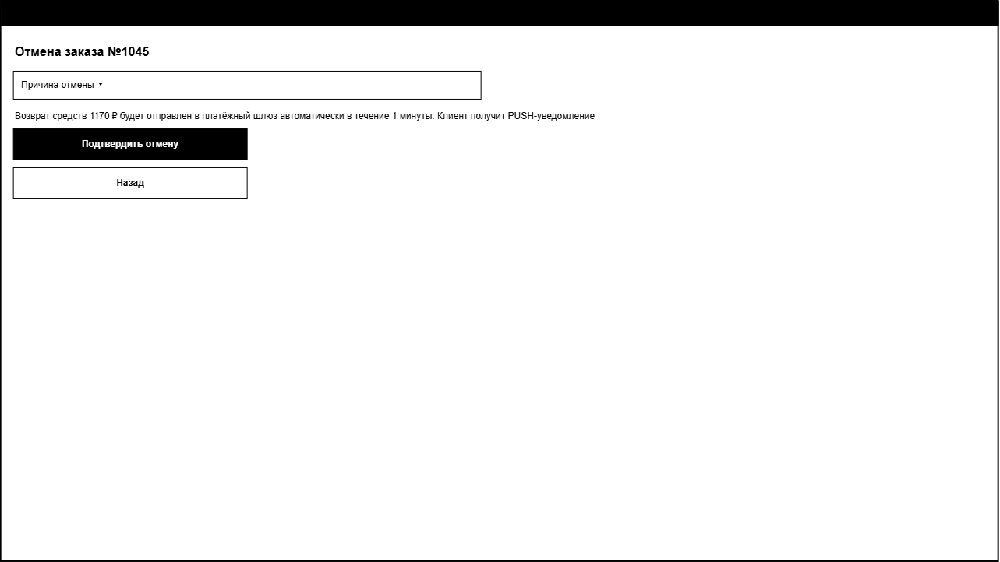 Отмена заказа №1045
Причина отмены ▾
Возврат средств 1170 ₽ будет отправлен в платёжный шлюз автоматически в течение 1 минуты. Клиент получит PUSH-уведомление
Подтвердить отмену
Назад